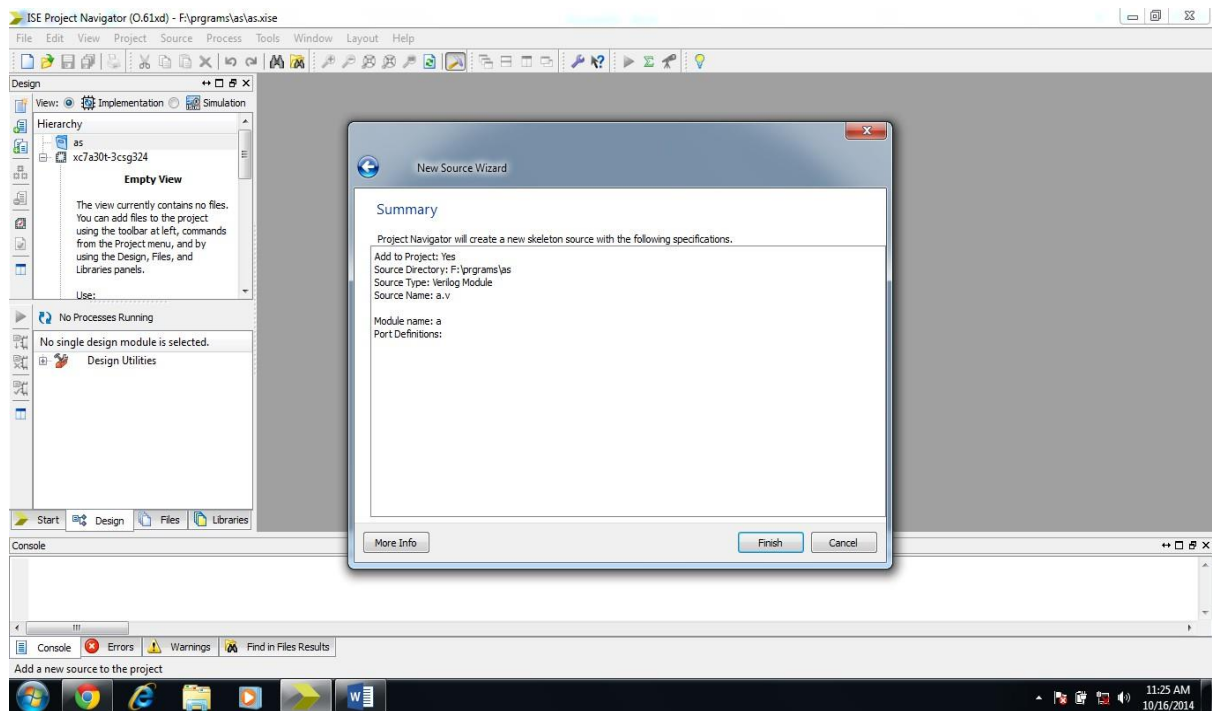 ISE Project Navigator (O.61xd) - F:\prgrams\as\as.xise
File Edit View Project Source Process Tools Window Layout Help
Design
View: Implementation Simulation
Hierarchy
as
xc7a30t-3csg324
Empty View
The view currently contains no files.
You can add files to the project
using the toolbar at left, commands
from the Project menu, and by
using the Design, Files, and
Libraries panels.
Use:
No Processes Running
No single design module is selected.
Design Utilities
Start Design Files Libraries
New Source Wizard
Summary
Project Navigator will create a new skeleton source with the following specifications.
Add to Project: Yes
Source Directory: F:\prgrams\as
Source Type: Verilog Module
Source Name: a.v
Module name: a
Port Definitions:
More Info Finish Cancel
Console
Console Errors Warnings Find in Files Results
Add a new source to the project
11:25 AM
10/16/2014